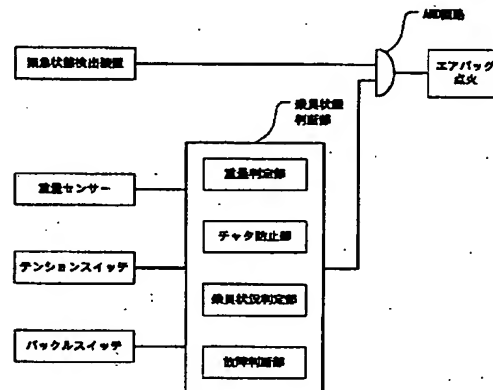 AND回路
緊急状態検出装置
エアバッグ
点火
乗員状態
判断部
重量判定部
重量センサー
チャタ防止部
テンションスイッチ
乗員状況判定部
バックルスイッチ
故障判断部